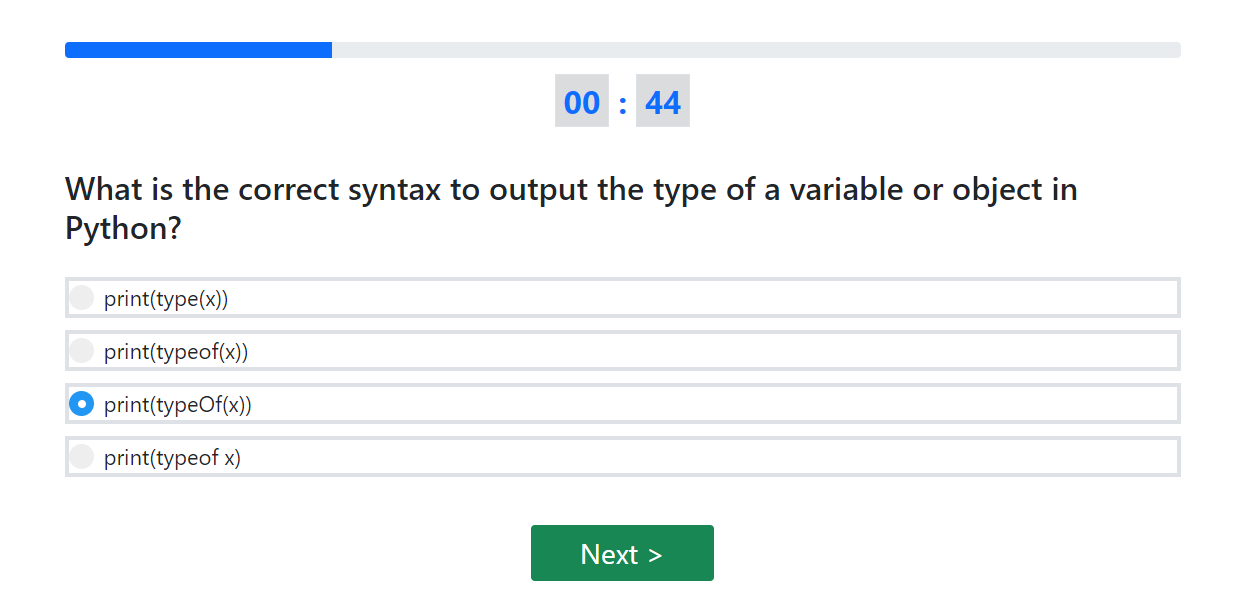 00 : 44
What is the correct syntax to output the type of a variable or object in
Python?
print(type(x))
print(typeof(x))
print(typeOf(x))
print(typeof x)
Next >